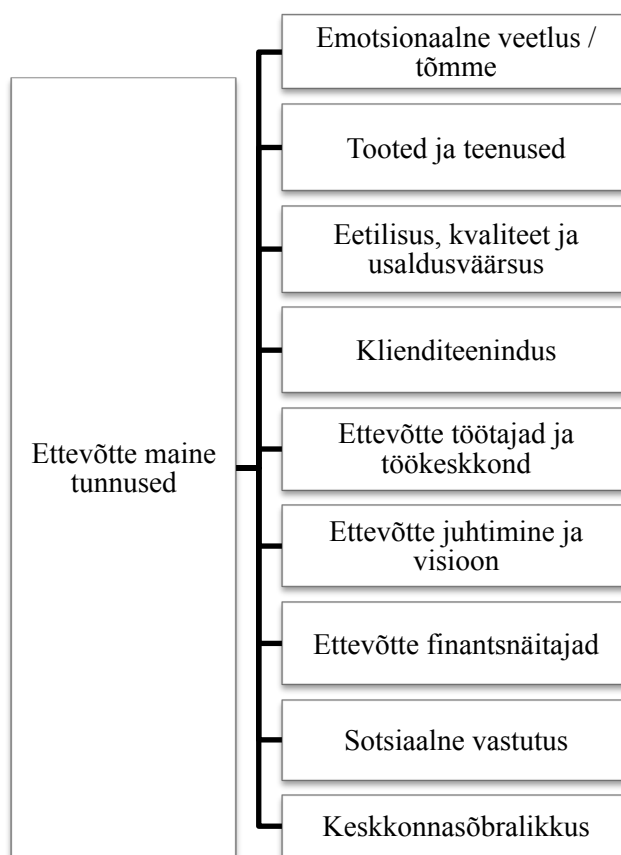 Ettevõtte maine
tunnused
Emotsionaalne veetlus /
tõmme
Tooted ja teenused
Eetilisus, kvaliteet ja
usaldusväärsus
Klienditeenindus
Ettevõtte töötajad ja
töökeskkond
Ettevõtte juhtimine ja
visioon
Ettevõtte finantsnäitajad
Sotsiaalne vastutus
Keskkonnasõbralikkus